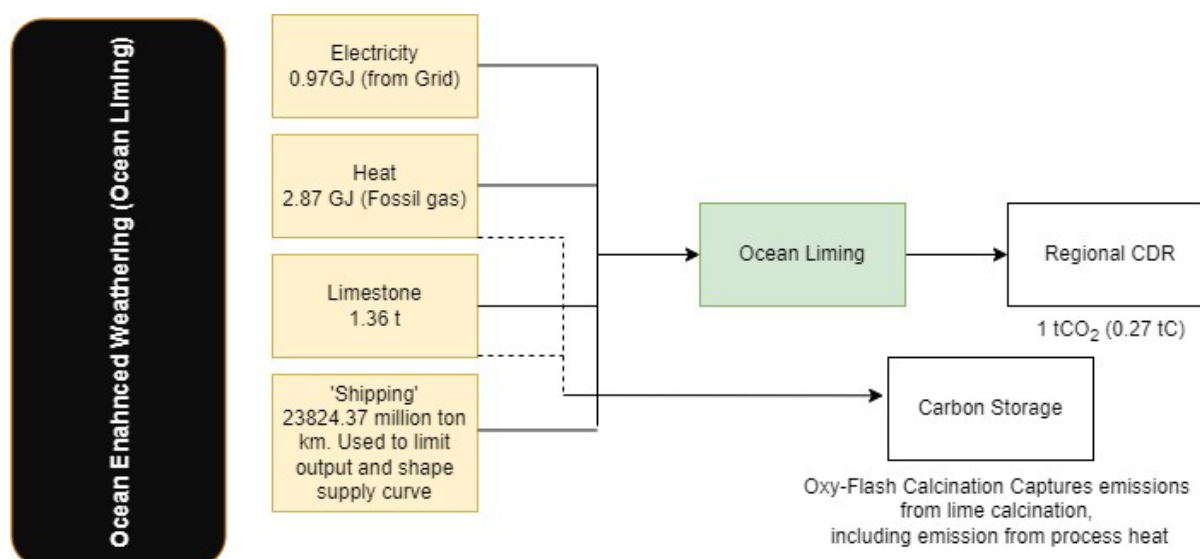 Ocean Enahnced Weathering (Ocean Liming)
Electricity
0.97GJ (from Grid)
Heat
2.87 GJ (Fossil gas)
Limestone
1.36 t
'Shipping'
23824.37 million ton
km. Used to limit
output and shape
supply curve
Ocean Liming
Regional CDR
1 tCO₂ (0.27 tC)
Carbon Storage
Oxy-Flash Calcination Captures emissions
from lime calcination,
including emission from process heat